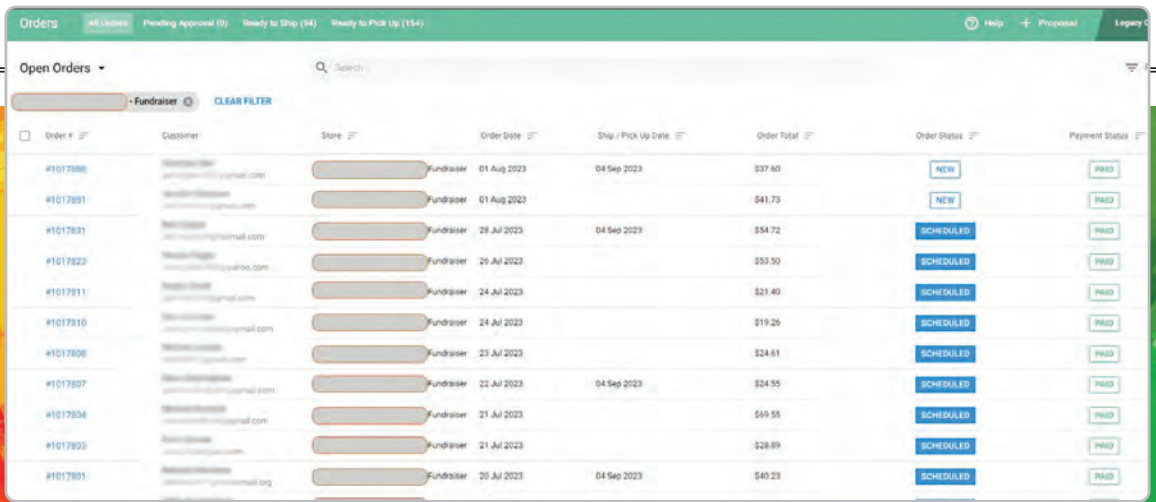 Orders All Orders Pending Approval (0) Ready to Ship (94) Ready to Pick Up (154) Help + Proposal Legacy
Open Orders Search
- Fundraiser CLEAR FILTER
Order # Customer Store Order Date Ship / Pick Up Date Order Total Order Status Payment Status
Fundraiser 01 Aug 2023 04 Sep 2023 $37.60 NEW PAID
gmail.com
#1017891 Fundraiser 01 Aug 2023 $41.73 NEW PAID
#1017831 Fundraiser 28 Jul 2023 04 Sep 2023 $54.72 SCHEDULED PAID
#1017823 Fundraiser 26 Jul 2023 $53.50 SCHEDULED PAID
yahoo.com
#1017811 Fundraiser 24 Jul 2023 $21.40 SCHEDULED PAID
#1017810 Fundraiser 24 Jul 2023 $19.26 SCHEDULED PAID
#1017808 Fundraiser 23 Jul 2023 $24.61 SCHEDULED PAID
#1017807 Fundraiser 22 Jul 2023 04 Sep 2023 $24.55 SCHEDULED PAID
#1017804 Fundraiser 21 Jul 2023 $69.55 SCHEDULED PAID
#1017803 Fundraiser 21 Jul 2023 $28.89 SCHEDULED PAID
#1017801 Fundraiser 20 Jul 2023 04 Sep 2023 $40.23 SCHEDULED PAID